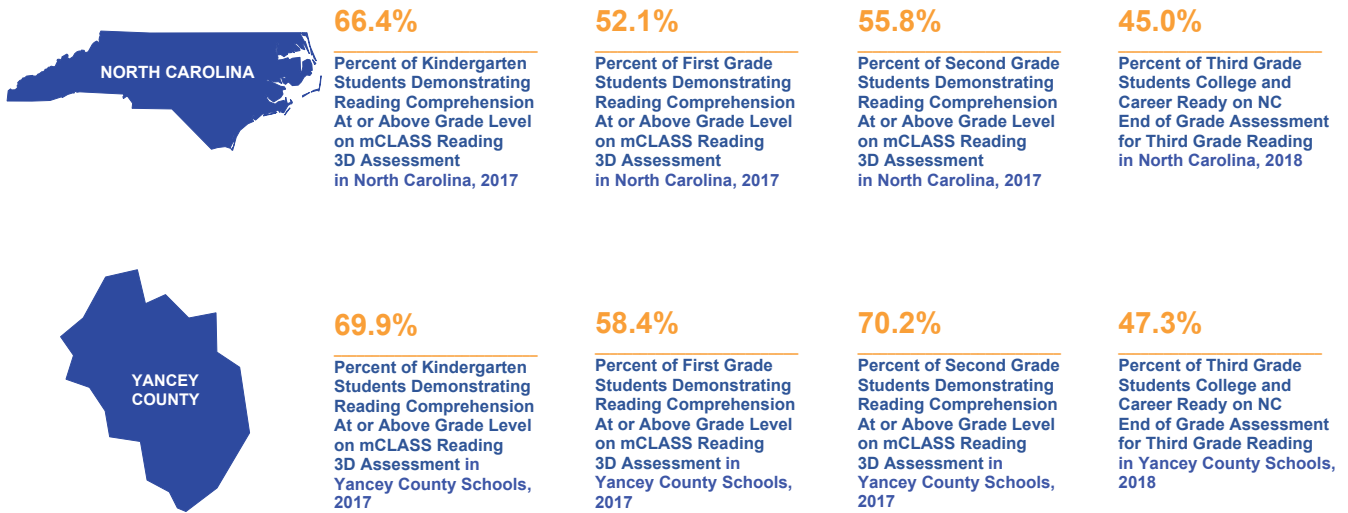 NORTH CAROLINA
66.4%
Percent of Kindergarten
Students Demonstrating
Reading Comprehension
At or Above Grade Level
on mCLASS Reading
3D Assessment
in North Carolina, 2017
52.1%
Percent of First Grade
Students Demonstrating
Reading Comprehension
At or Above Grade Level
on mCLASS Reading
3D Assessment
in North Carolina, 2017
55.8%
Percent of Second Grade
Students Demonstrating
Reading Comprehension
At or Above Grade Level
on mCLASS Reading
3D Assessment
in North Carolina, 2017
45.0%
Percent of Third Grade
Students College and
Career Ready on NC
End of Grade Assessment
for Third Grade Reading
in North Carolina, 2018
YANCEY
COUNTY
69.9%
Percent of Kindergarten
Students Demonstrating
Reading Comprehension
At or Above Grade Level
on mCLASS Reading
3D Assessment in
Yancey County Schools,
2017
58.4%
Percent of First Grade
Students Demonstrating
Reading Comprehension
At or Above Grade Level
on mCLASS Reading
3D Assessment in
Yancey County Schools,
2017
70.2%
Percent of Second Grade
Students Demonstrating
Reading Comprehension
At or Above Grade Level
on mCLASS Reading
3D Assessment in
Yancey County Schools,
2017
47.3%
Percent of Third Grade
Students College and
Career Ready on NC
End of Grade Assessment
for Third Grade Reading
in Yancey County Schools,
2018